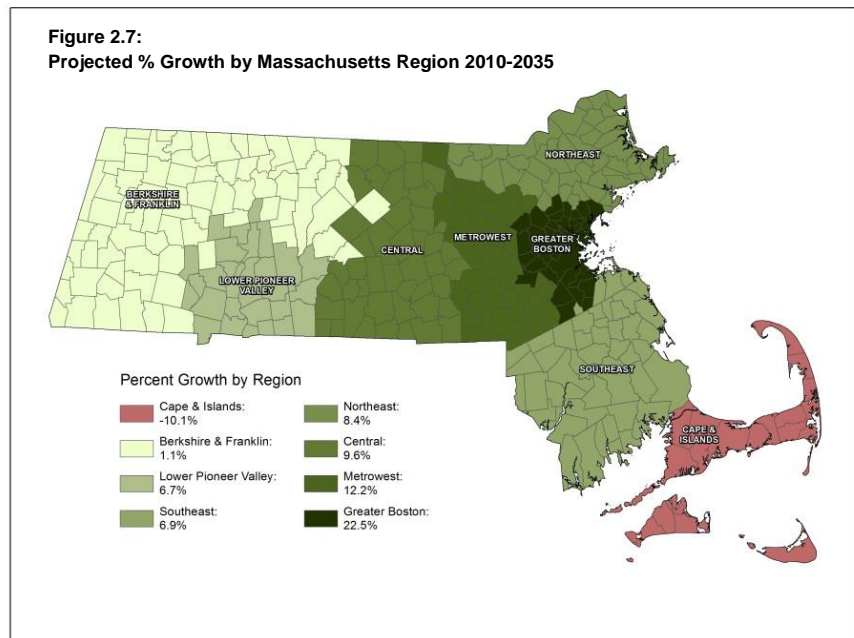 Figure 2.7:
Projected % Growth by Massachusetts Region 2010-2035
NORTHEAST
BERKSHIRE
& FRANKLIN
METROWEST
GREATER
BOSTON
CENTRAL
LOWER PIONEER
VALLEY
SOUTHEAST
CAPE &
ISLANDS
Percent Growth by Region
Cape & Islands:
-10.1%
Berkshire & Franklin:
1.1%
Lower Pioneer Valley:
6.7%
Southeast:
6.9%
Northeast:
8.4%
Central:
9.6%
Metrowest:
12.2%
Greater Boston:
22.5%